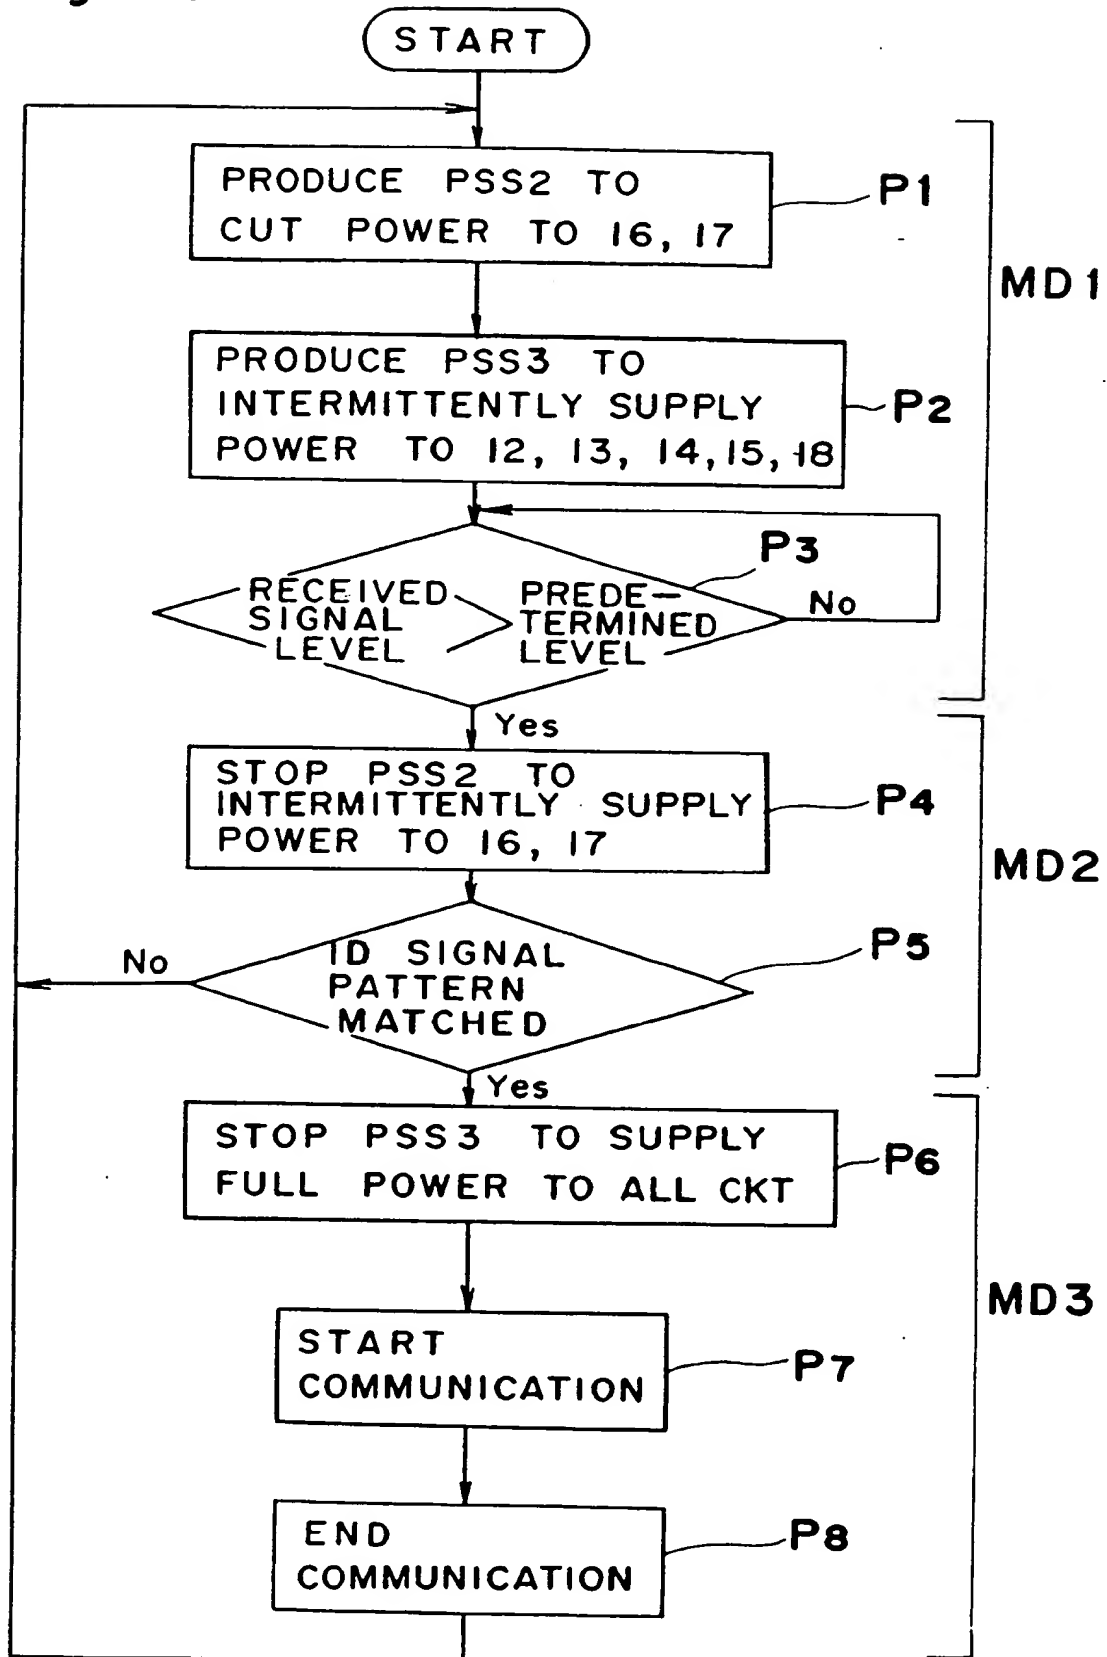 START
PRODUCE PSS2 TO
CUT POWER TO 16, 17
P1
MD1
PRODUCE PSS3 TO
INTERMITTENTLY SUPPLY
POWER TO 12, 13, 14, 15, 18
P2
P3
RECEIVED
SIGNAL
LEVEL
>
PREDE-
TERMINED
LEVEL
No
Yes
STOP PSS2 TO
INTERMITTENTLY SUPPLY
POWER TO 16, 17
P4
MD2
ID SIGNAL
PATTERN
MATCHED
P5
No
Yes
STOP PSS3 TO SUPPLY
FULL POWER TO ALL CKT
P6
MD3
START
COMMUNICATION
P7
END
COMMUNICATION
P8